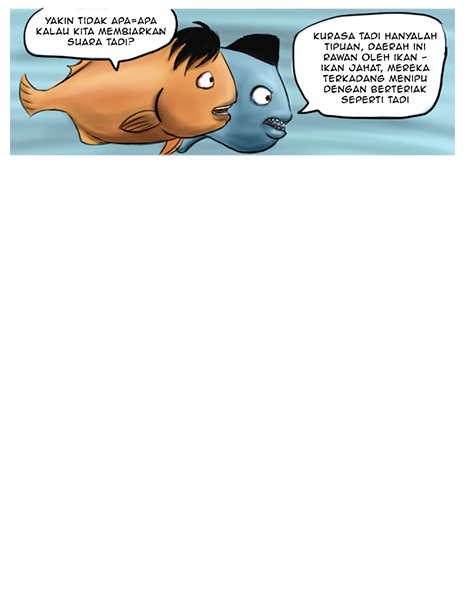 YAKIN TIDAK APA=APA
KALAU KITA MEMBIARKAN
SUARA TADI?
KURASA TADI HANYALAH
TIPUAN, DAERAH INI
RAWAN OLEH IKAN -
IKAN JAHAT, MEREKA
TERKADANG MENIPU
DENGAN BERTERIAK
SEPERTI TADI